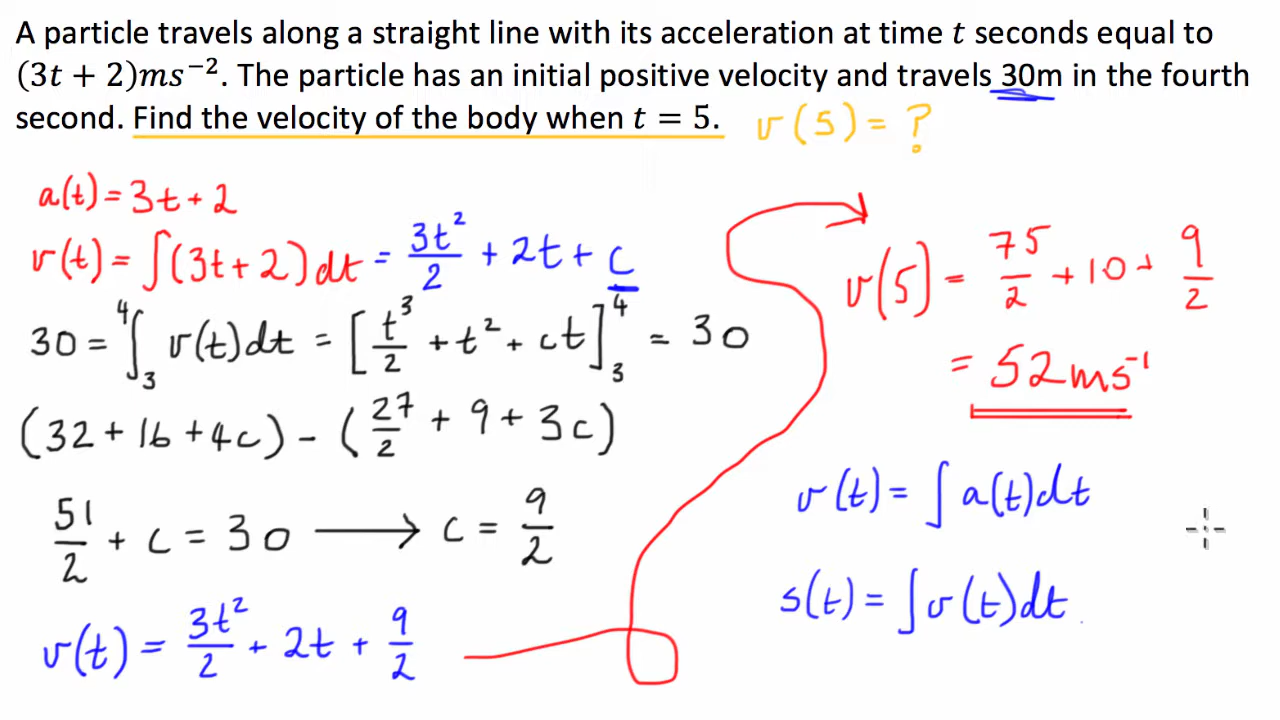 A particle travels along a straight line with its acceleration at time t seconds equal to
(3t + 2)ms⁻². The particle has an initial positive velocity and travels 30m in the fourth
second. Find the velocity of the body when t = 5. v(5) = ?
a(t) = 3t + 2
v(t) = ∫(3t + 2)dt = 3t²/2 + 2t + c
30 = ∫₃⁴ v(t)dt = [t³/2 + t² + ct]₃⁴ = 30
(32 + 16 + 4c) - (27/2 + 9 + 3c)
51/2 + c = 30 ⟶ c = 9/2
v(t) = 3t²/2 + 2t + 9/2
v(5) = 75/2 + 10 + 9/2
= 52ms⁻¹
v(t) = ∫a(t)dt
s(t) = ∫v(t)dt